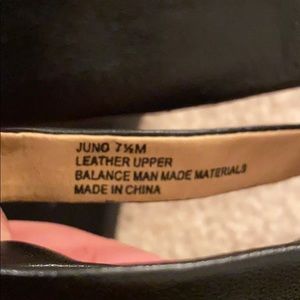 JUNO 7½M
LEATHER UPPER
BALANCE MAN MADE MATERIALS
MADE IN CHINA